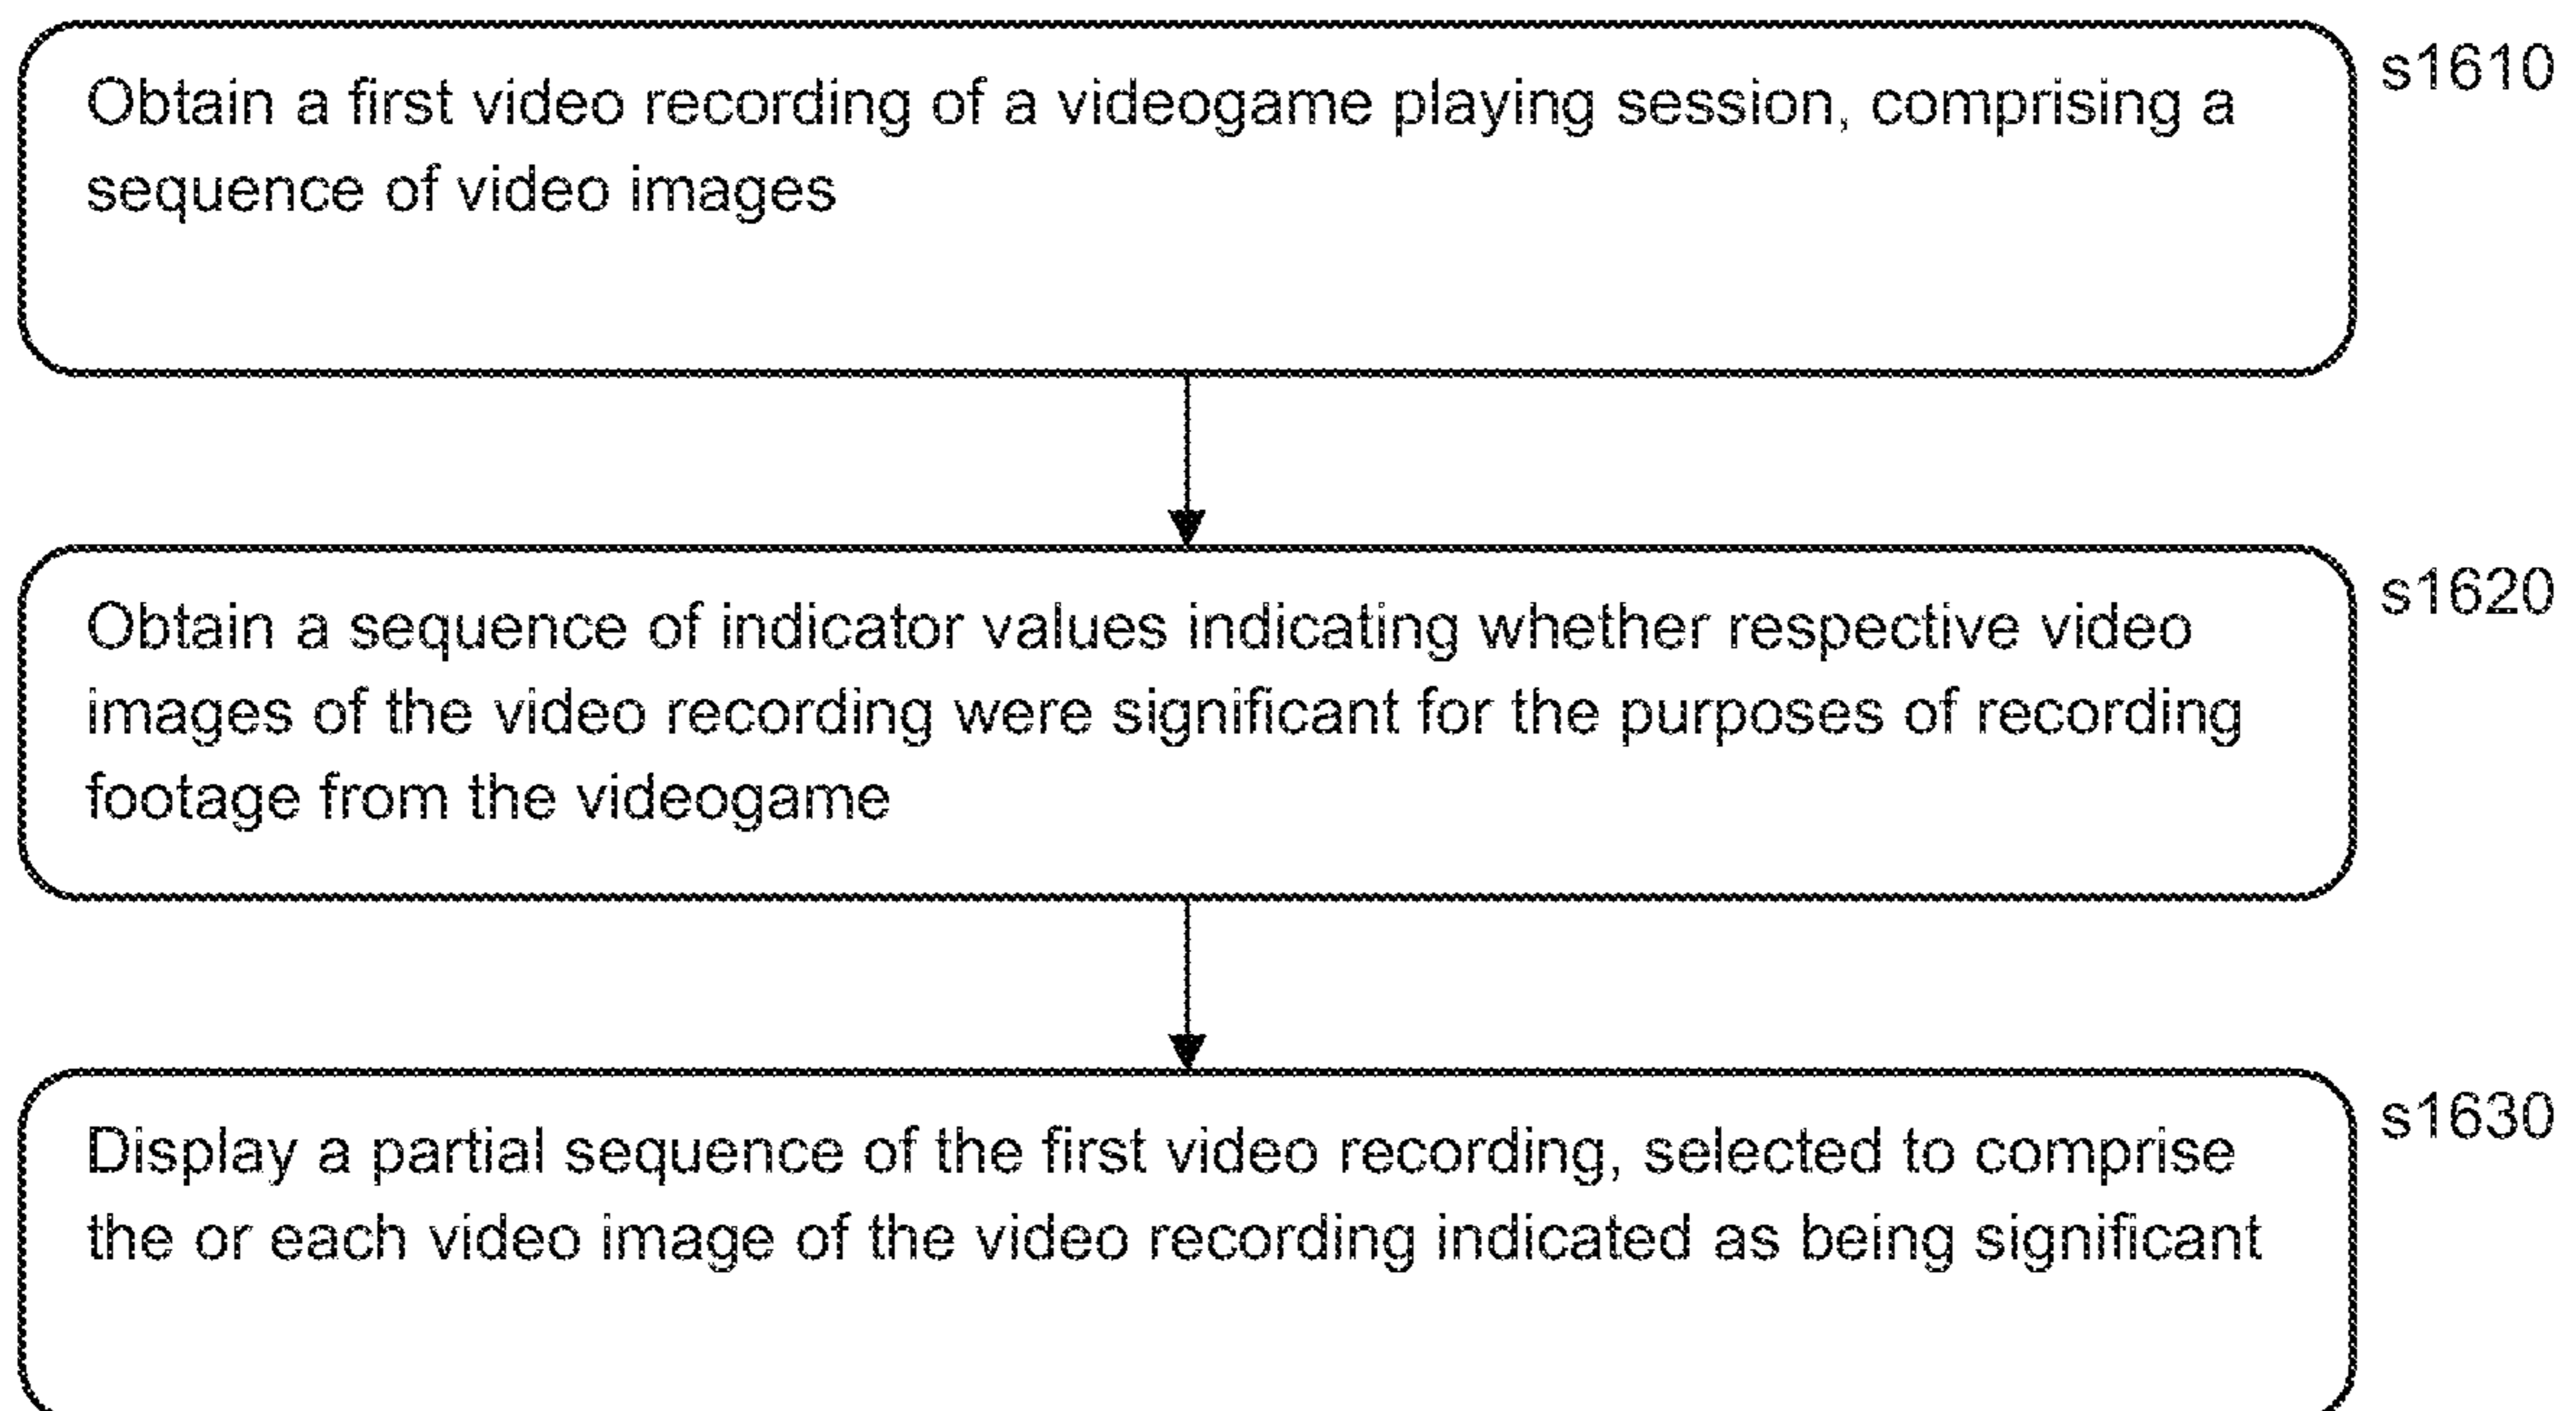 Obtain a first video recording of a videogame playing session, comprising a
sequence of video images
s1610
Obtain a sequence of indicator values indicating whether respective video
images of the video recording were significant for the purposes of recording
footage from the videogame
s1620
Display a partial sequence of the first video recording, selected to comprise
the or each video image of the video recording indicated as being significant
s1630